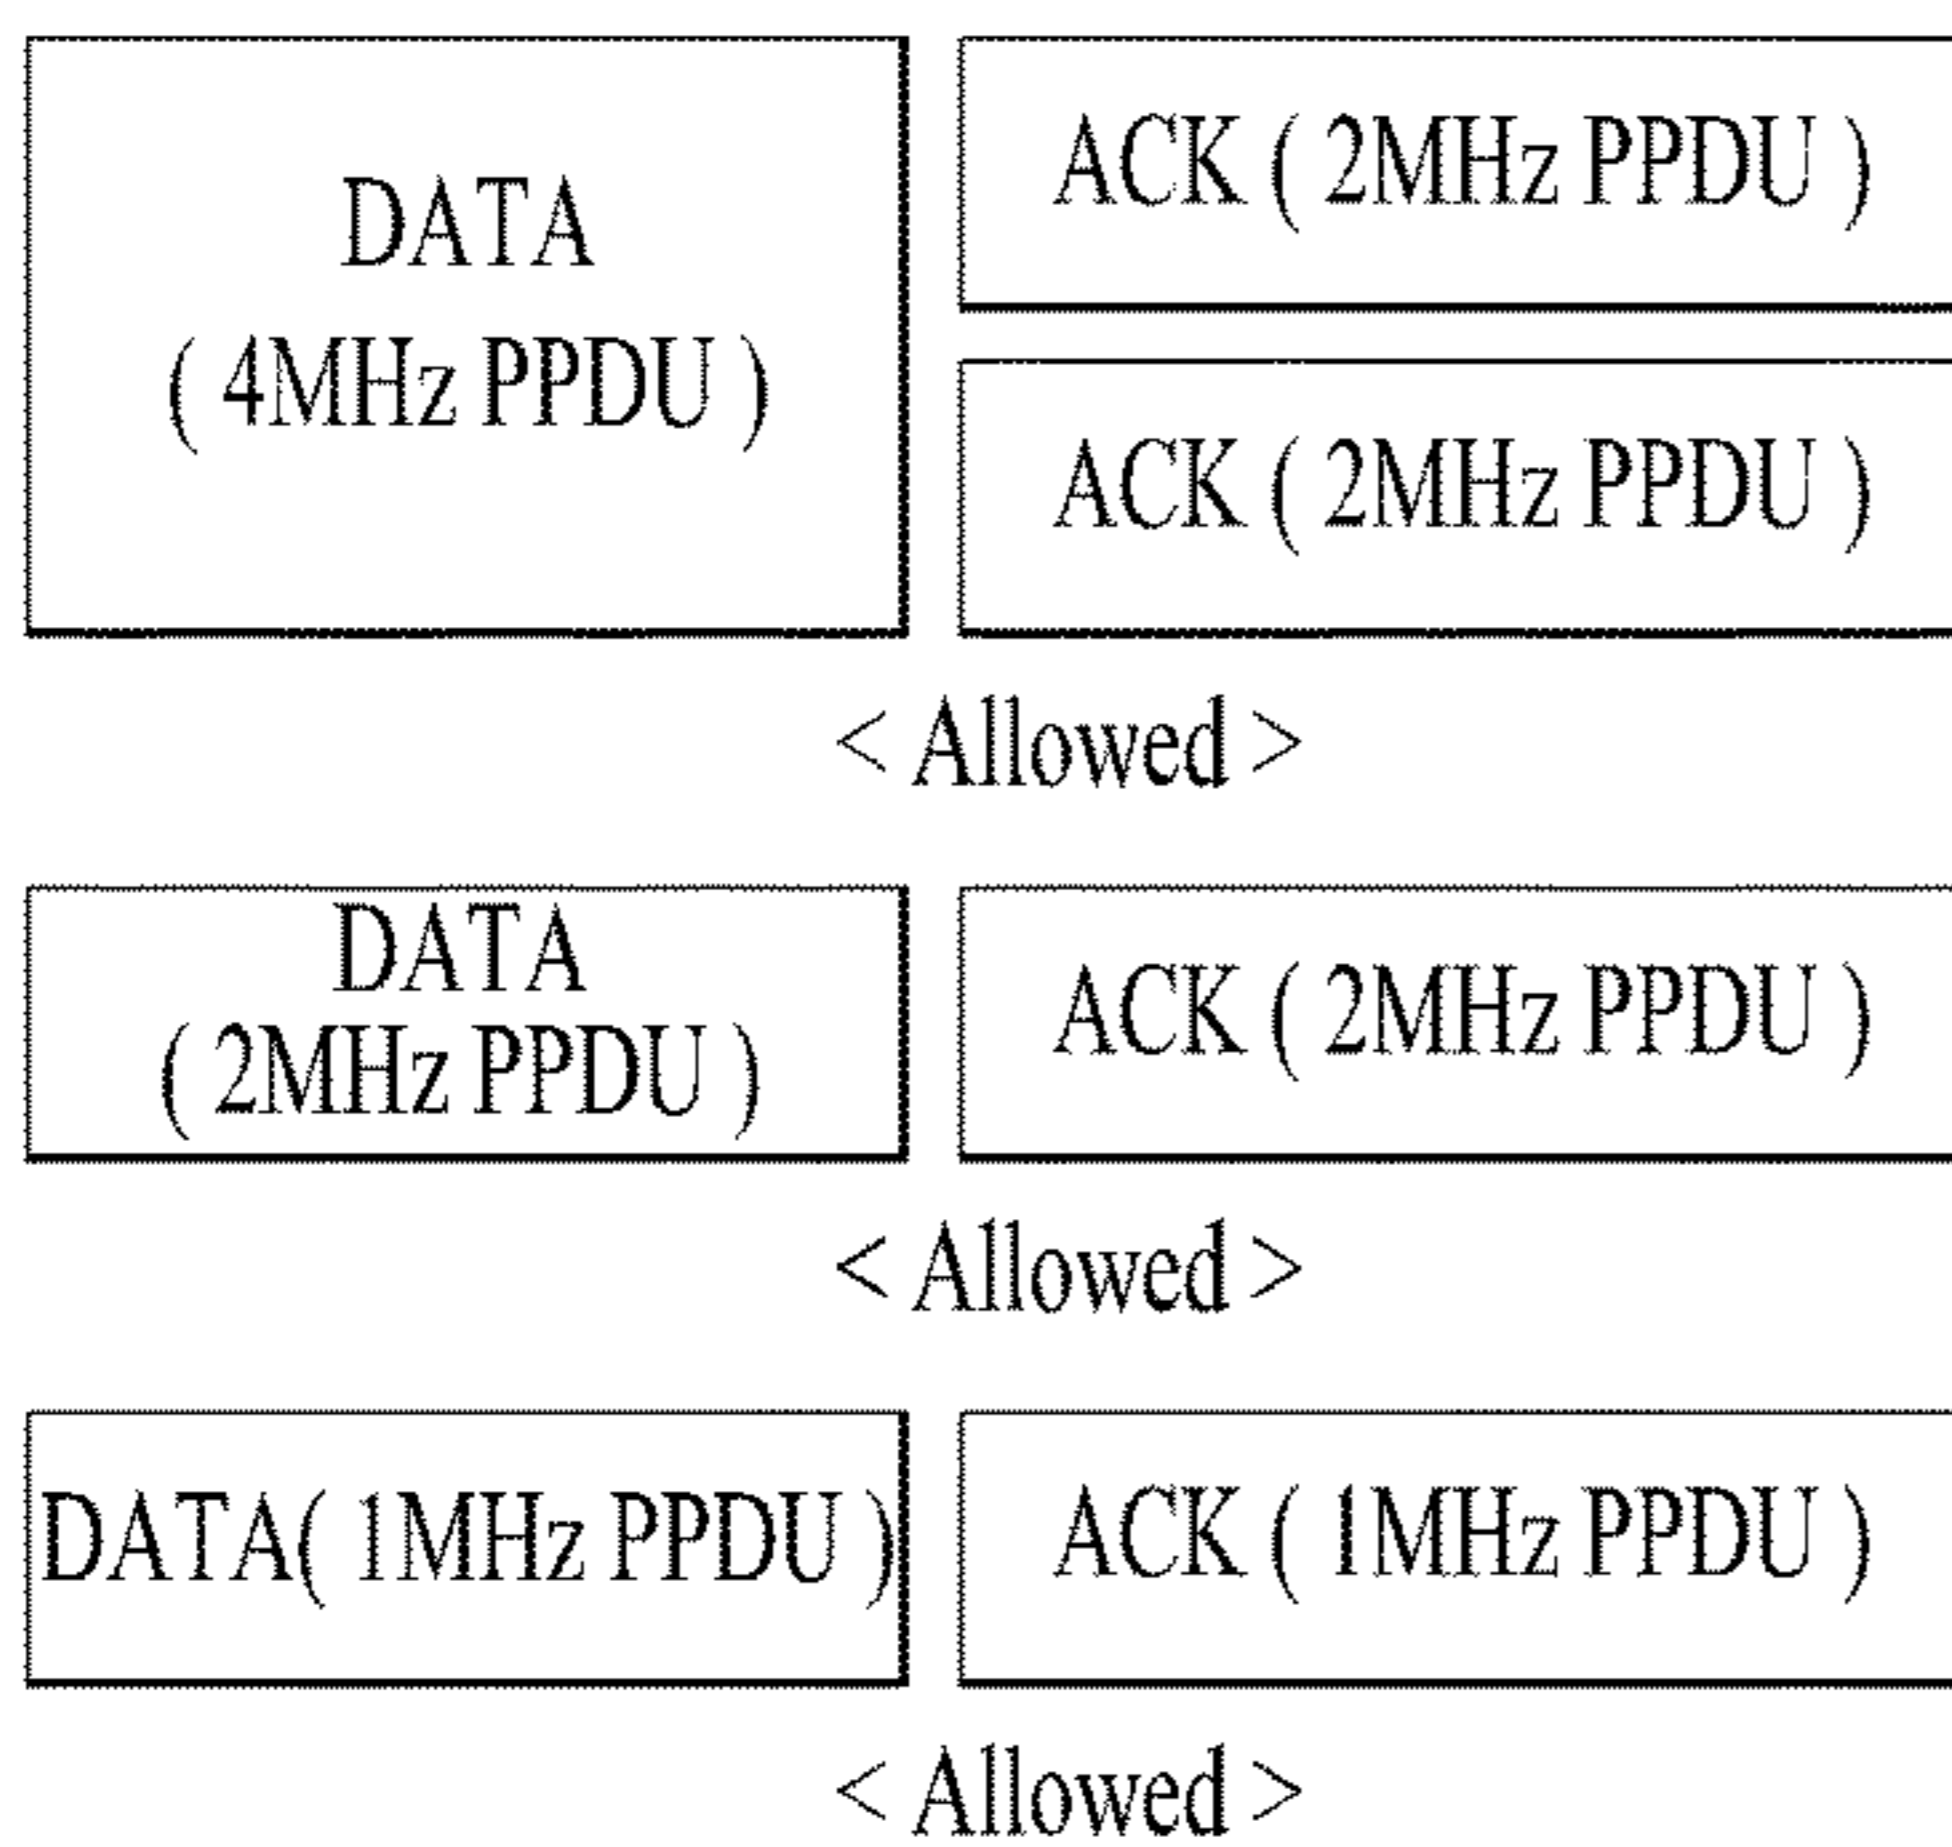 DATA
( 4MHz PPDU )
ACK ( 2MHz PPDU )
ACK ( 2MHz PPDU )
< Allowed >
DATA
( 2MHz PPDU )
ACK ( 2MHz PPDU )
< Allowed >
DATA( 1MHz PPDU )
ACK ( 1MHz PPDU )
< Allowed >